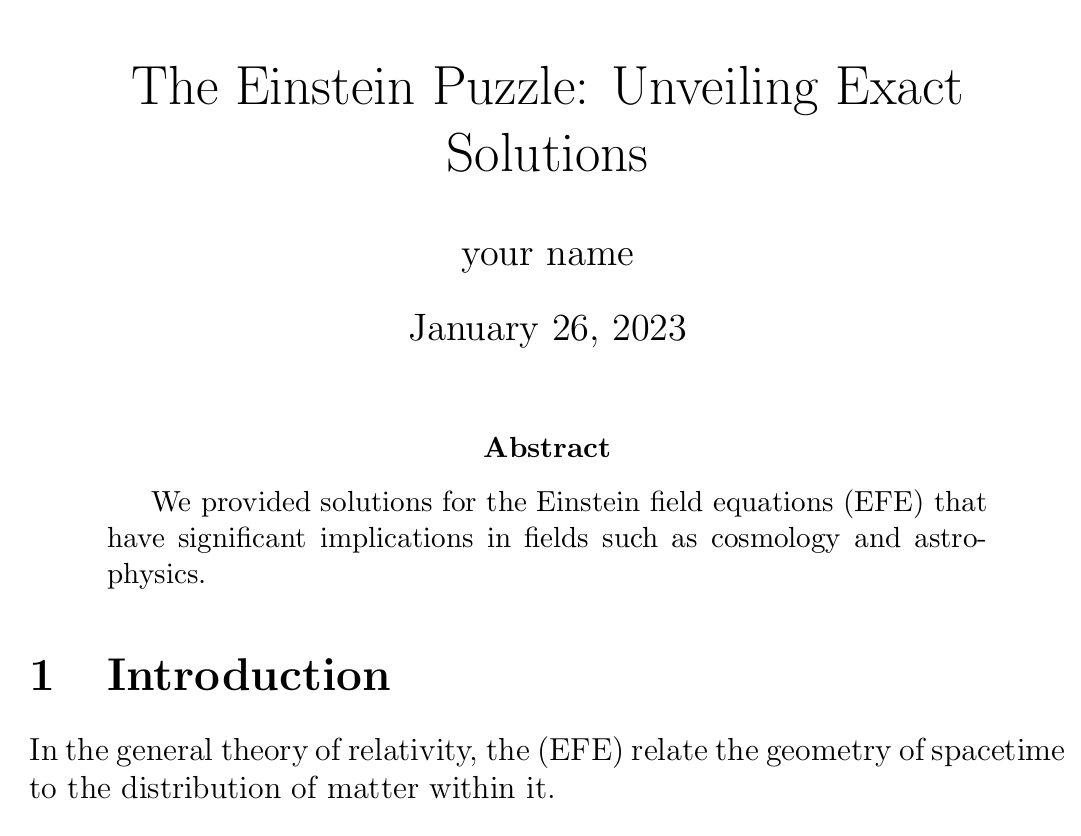 The Einstein Puzzle: Unveiling Exact
Solutions
your name
January 26, 2023
Abstract
We provided solutions for the Einstein field equations (EFE) that
have significant implications in fields such as cosmology and astro-
physics.
1 Introduction
In the general theory of relativity, the (EFE) relate the geometry of spacetime
to the distribution of matter within it.